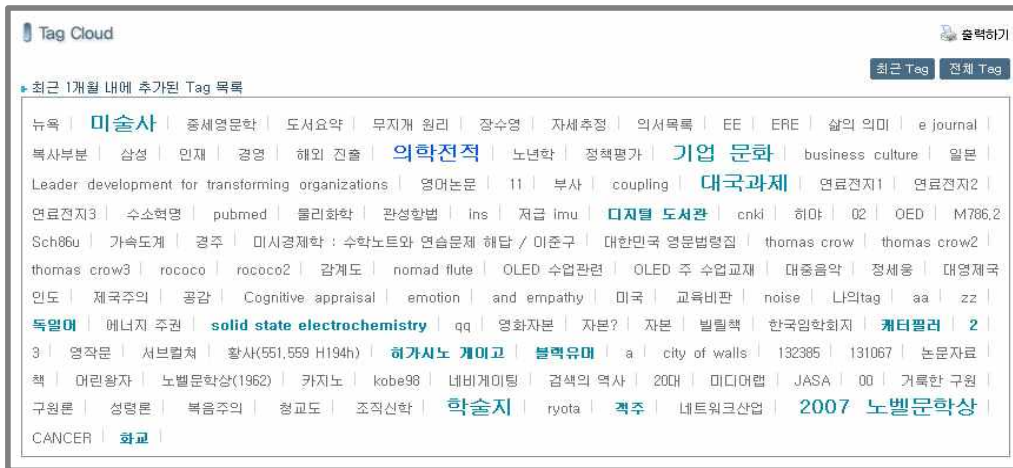 Tag Cloud
출력하기
최근 Tag 전체 Tag
최근 1개월 내에 추가된 Tag 목록
뉴욕 | 미술사 | 중세영문학 | 도서요약 | 무지개 원리 | 장수영 | 자세추정 | 의서목록 | EE | ERE | 삶의 의미 | e journal |
복사부분 | 삼성 | 인재 | 경영 | 해외 진출 | 의학전적 | 노년학 | 정책평가 | 기업 문화 | business culture | 일본 |
Leader development for transforming organizations | 영어논문 | 11 | 부사 | coupling | 대국과제 | 연료전지1 | 연료전지2 |
연료전지3 | 수소혁명 | pubmed | 물리화학 | 관성항법 | ins | 저급 imu | 디지털 도서관 | cnki | 히야 | 02 | OED | M786.2
Sch86u | 가속도계 | 경주 | 미시경제학 : 수학노트와 연습문제 해답 / 이준구 | 대한민국 영문법령집 | thomas crow | thomas crow2 |
thomas crow3 | rococo | rococo2 | 감계도 | nomad flute | OLED 수업관련 | OLED 주 수업교재 | 대중음악 | 정세웅 | 대영제국
인도 | 제국주의 | 공감 | Cognitive appraisal | emotion | and empathy | 미국 | 교육비판 | noise | 나의tag | aa | zz |
독일어 | 에너지 주권 | solid state electrochemistry | qq | 영화자본 | 자본? | 자본 | 빌릴책 | 한국임학회지 | 캐터필러 | 2
3 | 영작문 | 서브컬쳐 | 황사(551,559 H194h) | 히가시노 게이고 | 블랙유머 | a | city of walls | 132385 | 131067 | 논문자료 |
책 | 어린왕자 | 노벨문학상(1962) | 카지노 | kobe98 | 네비게이팅 | 검색의 역사 | 20대 | 미디어랩 | JASA | 00 | 거룩한 구원 |
구원론 | 성령론 | 복음주의 | 청교도 | 조직신학 | 학술지 | ryota | 객주 | 네트워크산업 | 2007 노벨문학상 |
CANCER | 화교 |